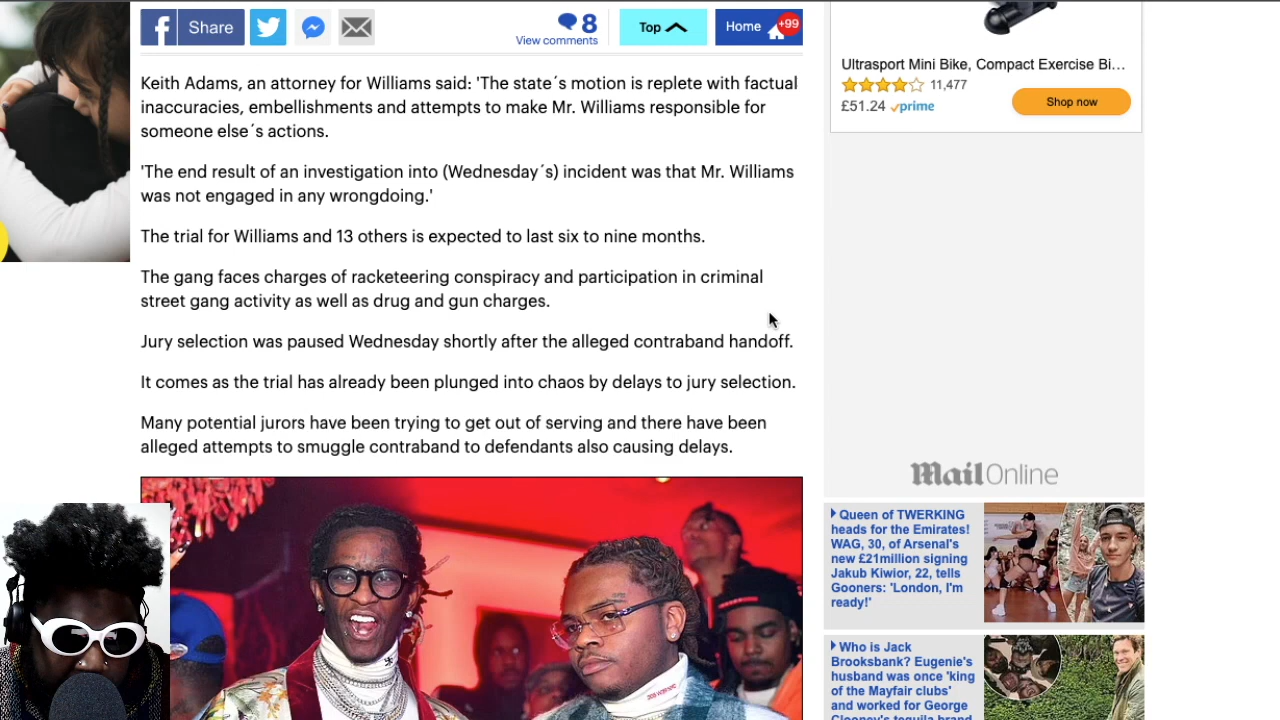 Share
8
View comments
Top
Home
+99
Keith Adams, an attorney for Williams said: 'The state´s motion is replete with factual
inaccuracies, embellishments and attempts to make Mr. Williams responsible for
someone else´s actions.
'The end result of an investigation into (Wednesday´s) incident was that Mr. Williams
was not engaged in any wrongdoing.'
The trial for Williams and 13 others is expected to last six to nine months.
The gang faces charges of racketeering conspiracy and participation in criminal
street gang activity as well as drug and gun charges.
Jury selection was paused Wednesday shortly after the alleged contraband handoff.
It comes as the trial has already been plunged into chaos by delays to jury selection.
Many potential jurors have been trying to get out of serving and there have been
alleged attempts to smuggle contraband to defendants also causing delays.
Ultrasport Mini Bike, Compact Exercise Bi...
11,477
£51.24 prime
Shop now
Mail Online
Queen of TWERKING
heads for the Emirates!
WAG, 30, of Arsenal's
new £21million signing
Jakub Kiwior, 22, tells
Gooners: 'London, I'm
ready!'
Who is Jack
Brooksbank? Eugenie's
husband was once 'king
of the Mayfair clubs'
and worked for George
Clooney's tequila brand